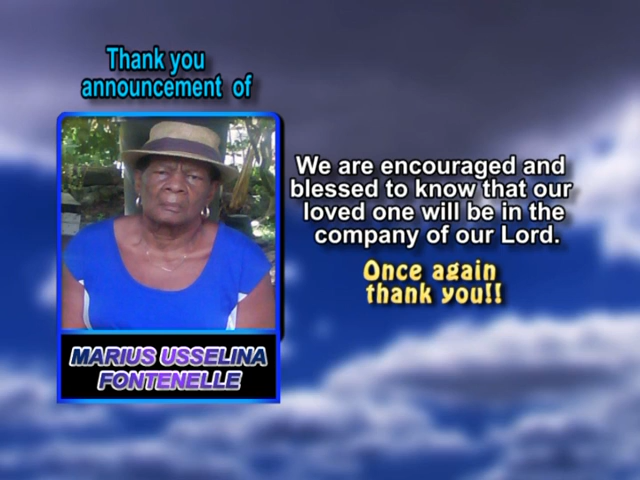 Thank you
announcement of
MARIUS USSELINA
FONTENELLE
We are encouraged and
blessed to know that our
loved one will be in the
company of our Lord.
Once again
thank you!!